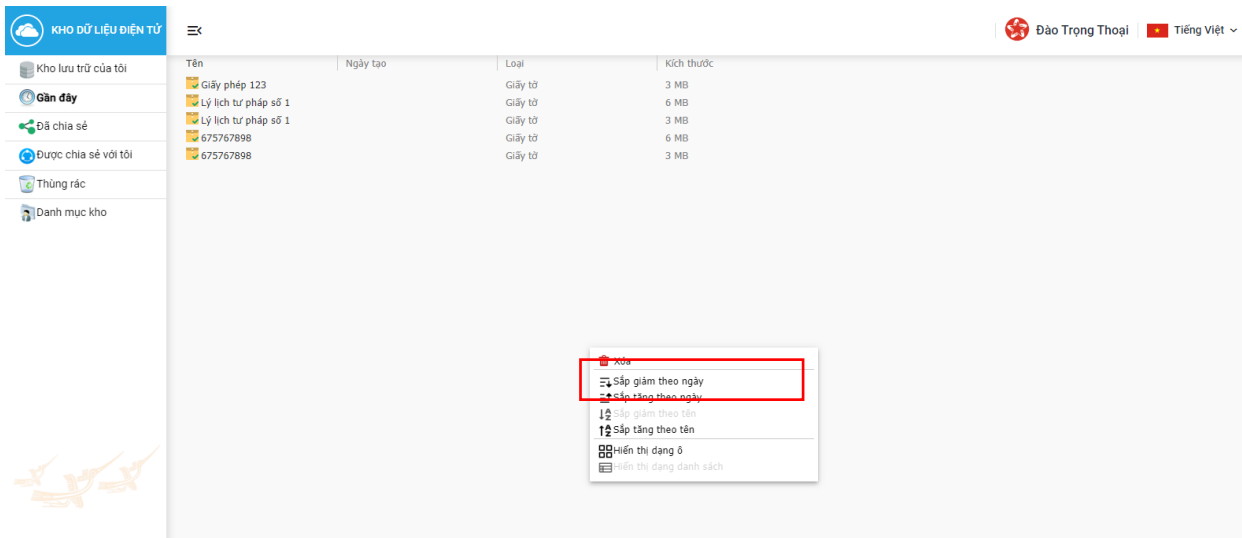 KHO DỮ LIỆU ĐIỆN TỬ
Đào Trọng Thoại
Tiếng Việt
Kho lưu trữ của tôi
Gần đây
Đã chia sẻ
Được chia sẻ với tôi
Thùng rác
Danh mục kho
Tên Ngày tạo Loại Kích thước
Giấy phép 123 Giấy tờ 3 MB
Lý lịch tư pháp số 1 Giấy tờ 6 MB
Lý lịch tư pháp số 1 Giấy tờ 3 MB
675767898 Giấy tờ 6 MB
675767898 Giấy tờ 3 MB
Xóa
Sắp giảm theo ngày
Sắp tăng theo ngày
Sắp giảm theo tên
Sắp tăng theo tên
Hiển thị dạng ô
Hiển thị dạng danh sách